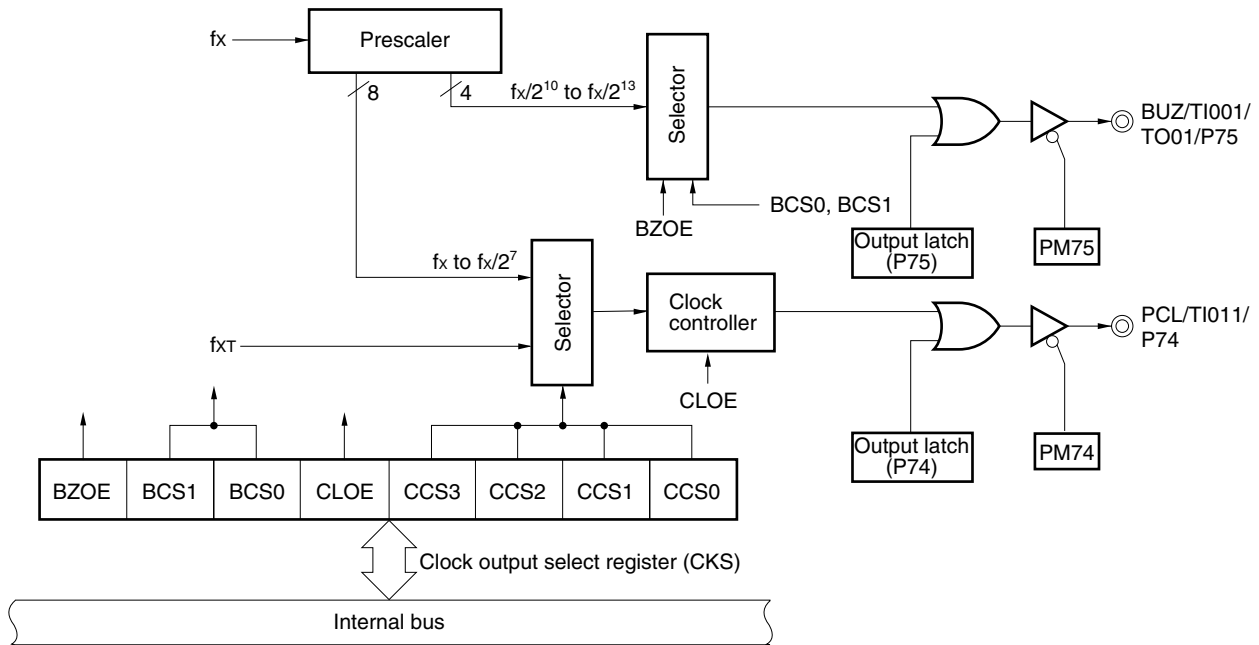 fX
Prescaler
8
4
fX/2¹⁰ to fX/2¹³
Selector
BUZ/TI001/
TO01/P75
BZOE
BCS0, BCS1
Output latch
(P75)
PM75
fX to fX/2⁷
Selector
Clock
controller
PCL/TI011/
P74
fXT
CLOE
Output latch
(P74)
PM74
BZOE BCS1 BCS0 CLOE CCS3 CCS2 CCS1 CCS0
Clock output select register (CKS)
Internal bus